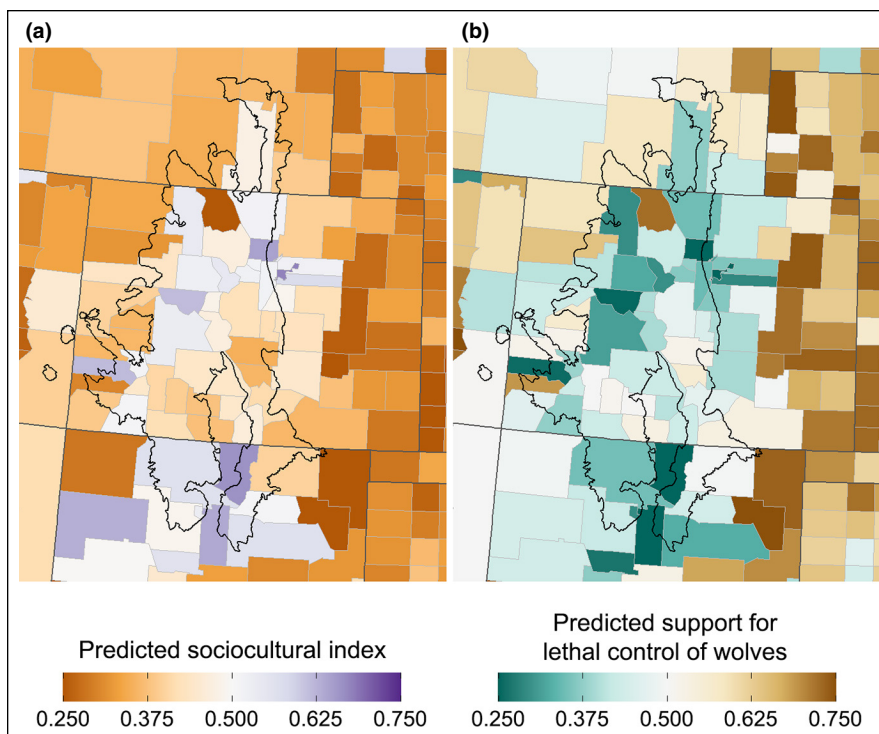 (a)
(b)
Predicted sociocultural index
0.250 0.375 0.500 0.625 0.750
Predicted support for
lethal control of wolves
0.250 0.375 0.500 0.625 0.750